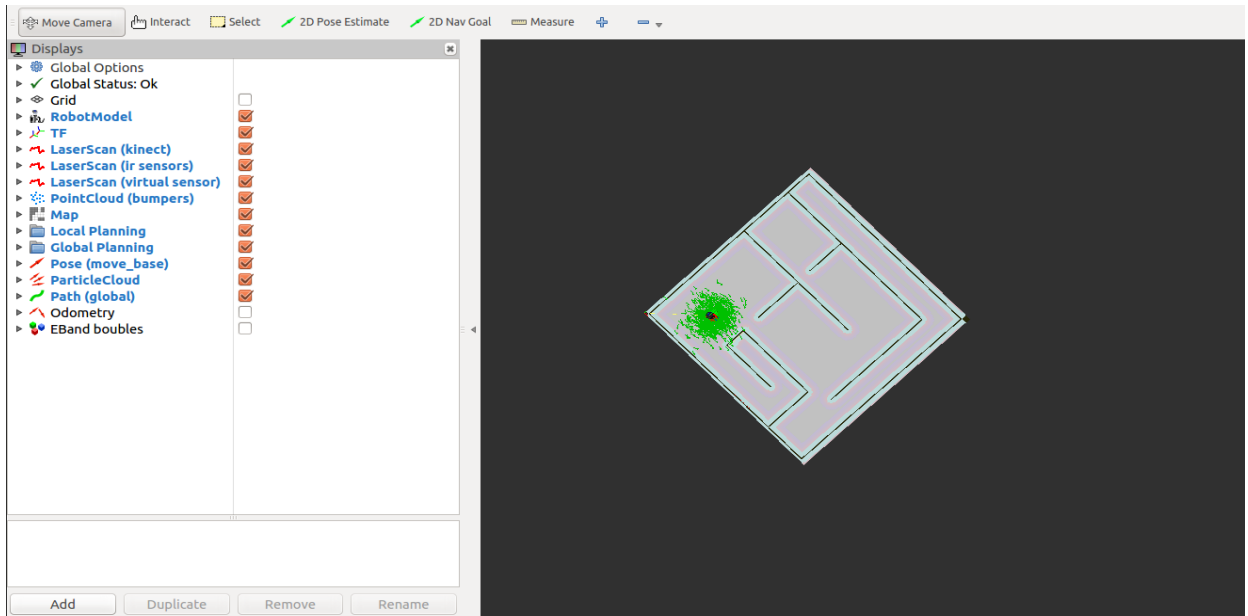 Move Camera Interact Select 2D Pose Estimate 2D Nav Goal Measure
Displays
Global Options
Global Status: Ok
Grid
RobotModel
TF
LaserScan (kinect)
LaserScan (ir sensors)
LaserScan (virtual sensor)
PointCloud (bumpers)
Map
Local Planning
Global Planning
Pose (move_base)
ParticleCloud
Path (global)
Odometry
EBand boubles
Add Duplicate Remove Rename